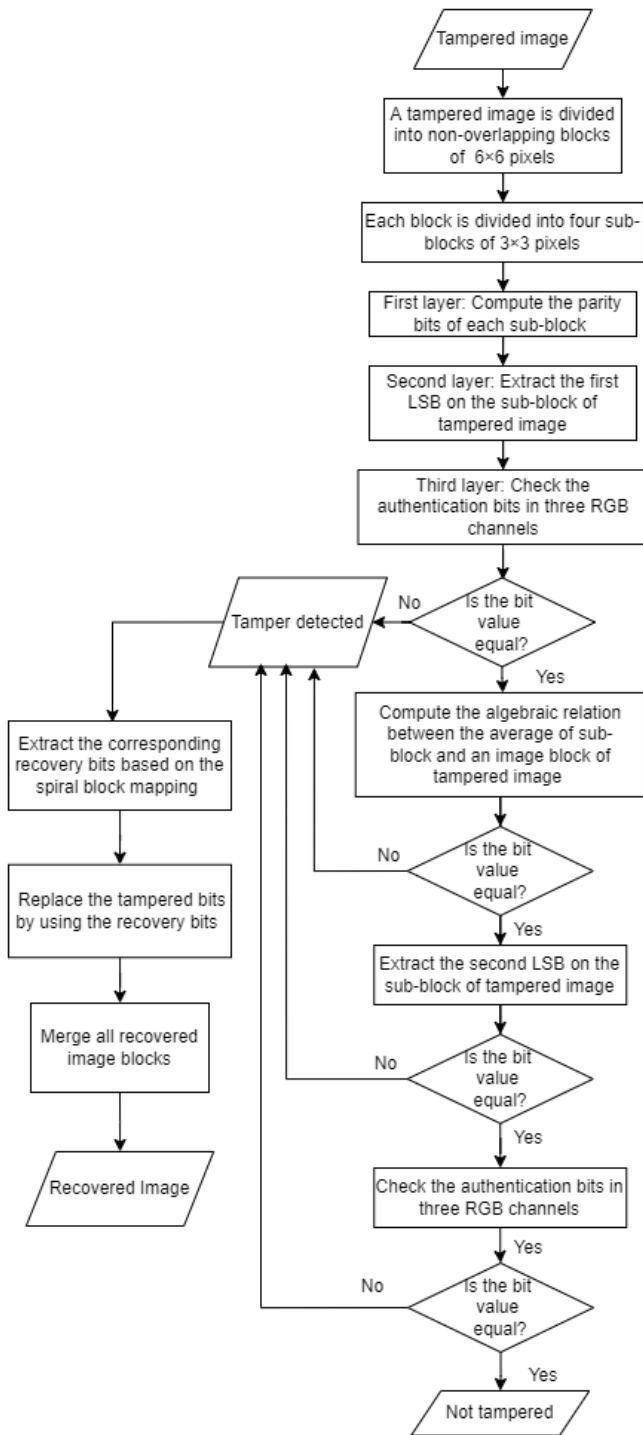 Tampered image
A tampered image is divided
into non-overlapping blocks
of 6×6 pixels
Each block is divided into four sub-
blocks of 3×3 pixels
First layer: Compute the parity
bits of each sub-block
Second layer: Extract the first
LSB on the sub-block of
tampered image
Third layer: Check the
authentication bits in three RGB
channels
Is the bit
value
equal?
No
Yes
Tamper detected
Compute the algebraic relation
between the average of sub-
block and an image block of
tampered image
Is the bit
value
equal?
No
Yes
Extract the second LSB on the
sub-block of tampered image
Is the bit
value
equal?
No
Yes
Check the authentication bits in
three RGB channels
Yes
Is the bit
value
equal?
No
Yes
Not tampered
Extract the corresponding
recovery bits based on the
spiral block mapping
Replace the tampered bits
by using the recovery bits
Merge all recovered
image blocks
Recovered Image